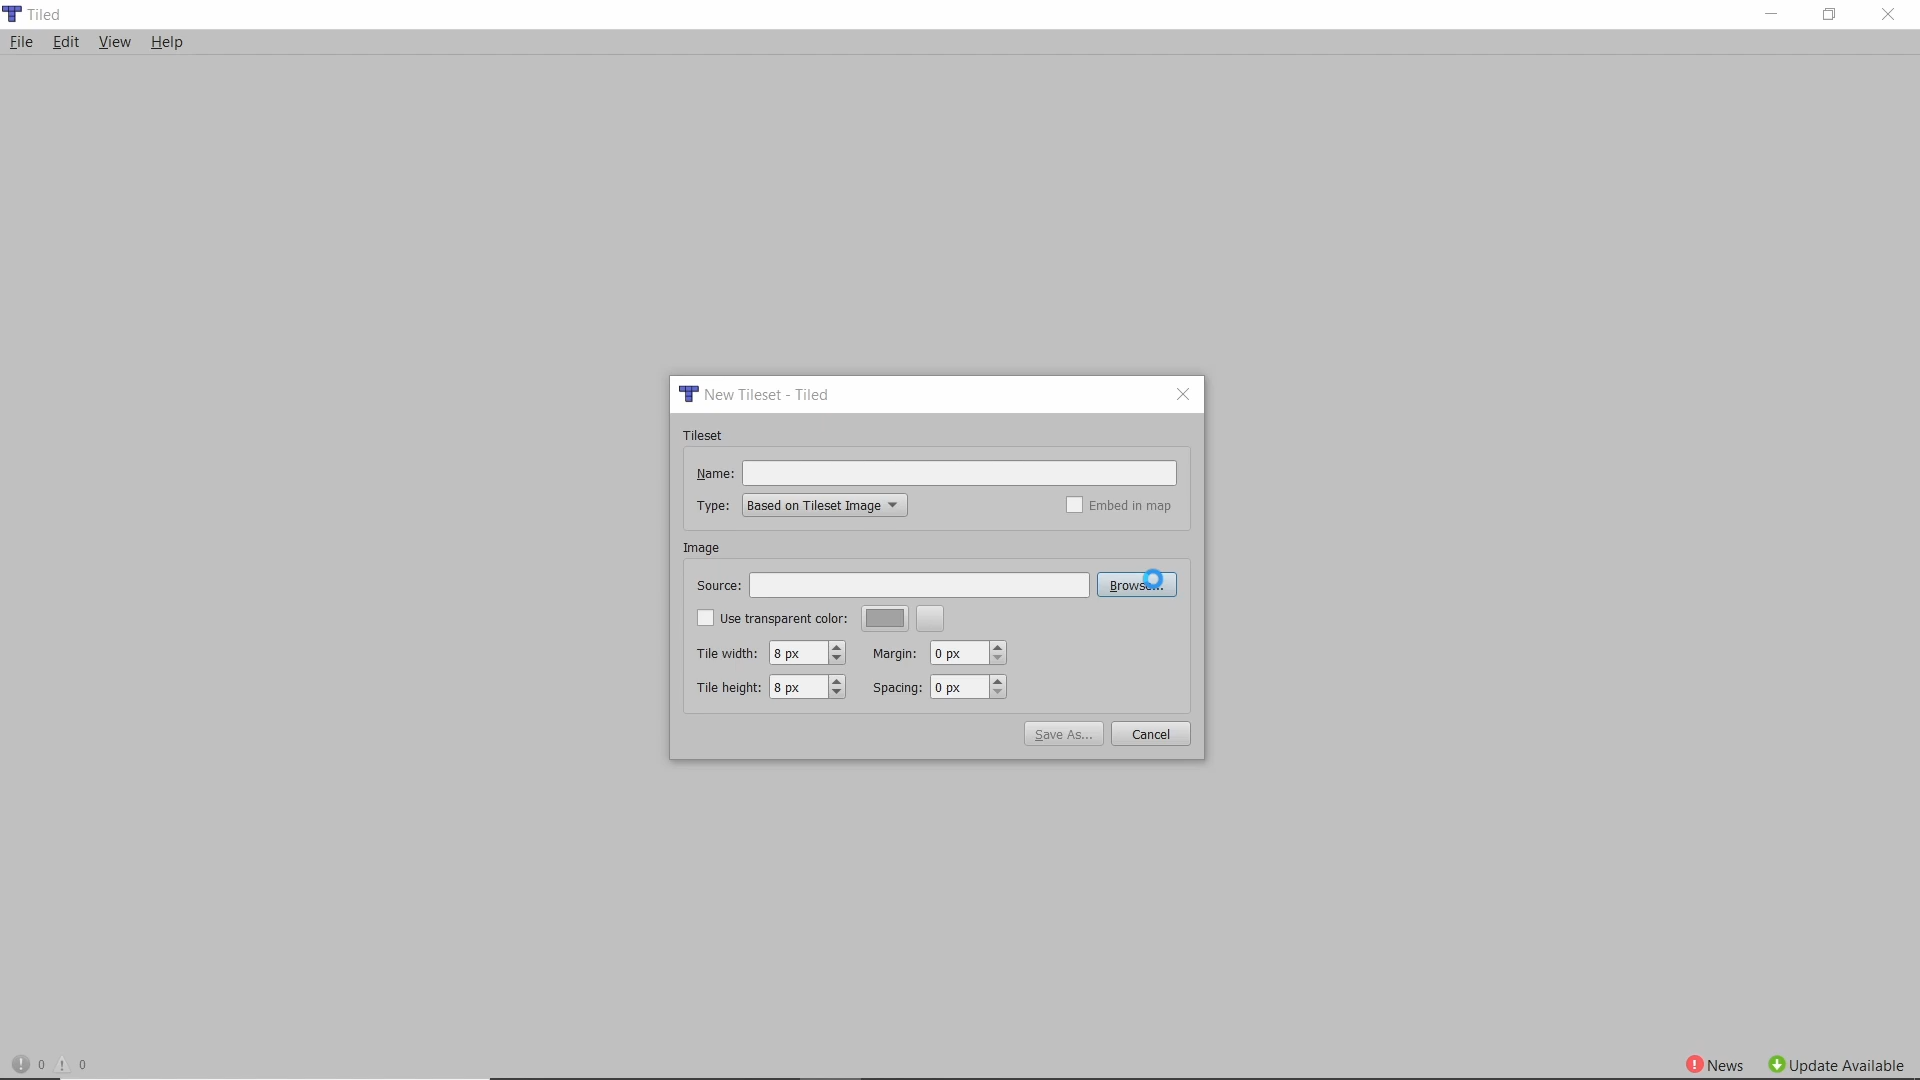 Tiled
File Edit View Help
New Tileset - Tiled
Tileset
Name:
Type: Based on Tileset Image Embed in map
Image
Source: Browse...
Use transparent color:
Tile width: 8 px Margin: 0 px
Tile height: 8 px Spacing: 0 px
Save As... Cancel
0 0 News Update Available